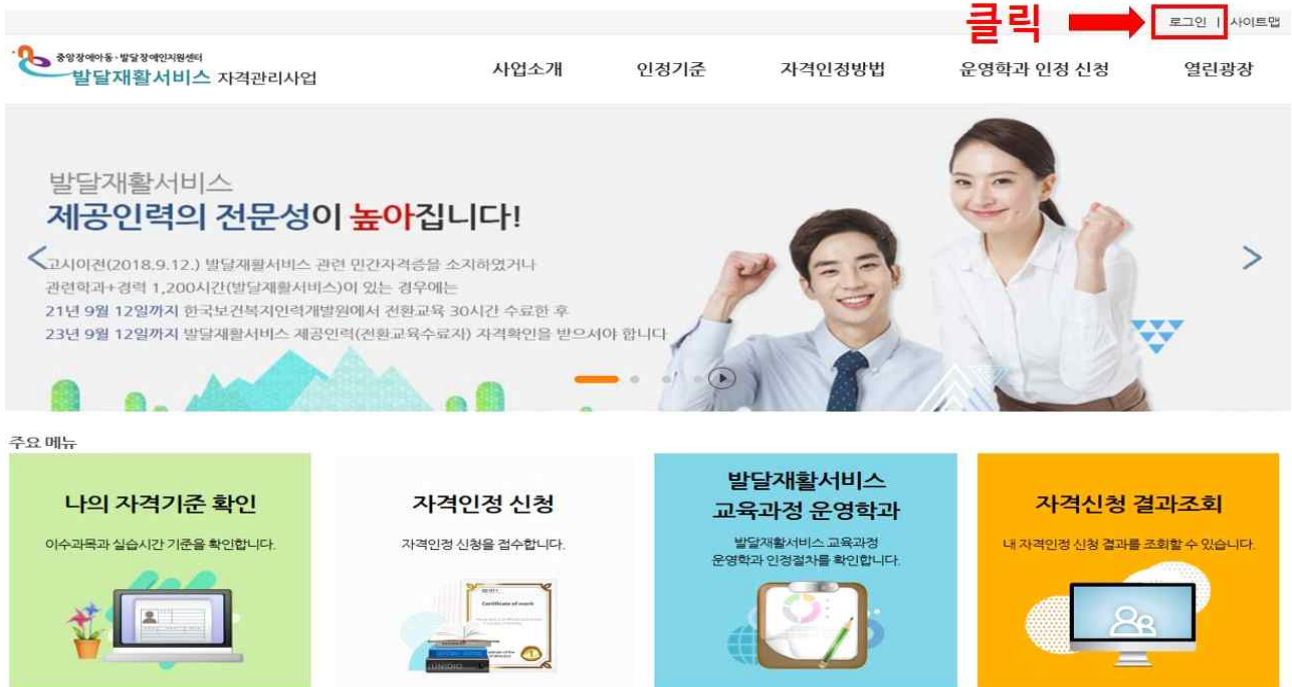 클릭
로그인 | 사이트맵
중앙장애아동·발달장애인지원센터
발달재활서비스 자격관리사업
사업소개
인정기준
자격인정방법
운영학과 인정 신청
열린광장
발달재활서비스
제공인력의 전문성이 높아집니다!
고시이전(2018.9.12.) 발달재활서비스 관련 민간자격증을 소지하였거나
관련학과+경력 1,200시간(발달재활서비스)이 있는 경우에는
21년 9월 12일까지 한국보건복지인력개발원에서 전환교육 30시간 수료한 후
23년 9월 12일까지 발달재활서비스 제공인력(전환교육수료자) 자격확인을 받으셔야 합니다
주요 메뉴
나의 자격기준 확인
이수과목과 실습시간 기준을 확인합니다.
자격인정 신청
자격인정 신청을 접수합니다.
Certificate of merit
UNIDIO
발달재활서비스
교육과정 운영학과
발달재활서비스 교육과정
운영학과 인정절차를 확인합니다.
자격신청 결과조회
내 자격인정 신청 결과를 조회할 수 있습니다.